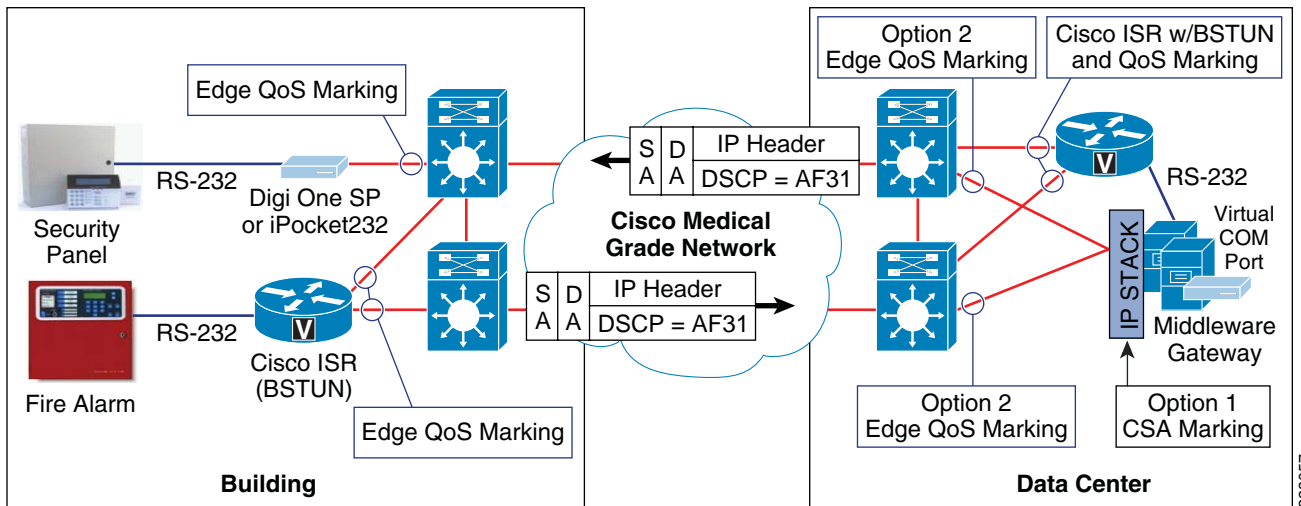 Edge QoS Marking
RS-232
Security
Panel
Digi One SP
or iPocket232
RS-232
Fire Alarm
V
Cisco ISR
(BSTUN)
Edge QoS Marking
Building
S
A
D
A
IP Header
DSCP = AF31
Cisco Medical
Grade Network
S
A
D
A
IP Header
DSCP = AF31
Option 2
Edge QoS Marking
Cisco ISR w/BSTUN
and QoS Marking
V
RS-232
IP STACK
Virtual
COM
Port
Middleware
Gateway
Option 2
Edge QoS Marking
Option 1
CSA Marking
Data Center